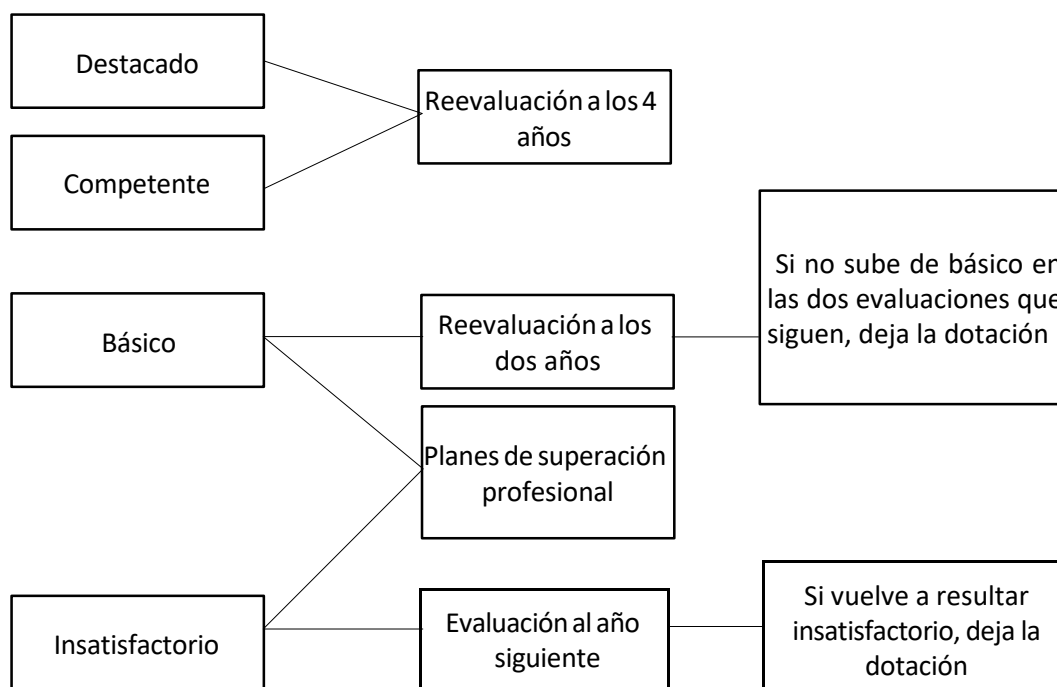 Destacado
Reevaluación a los 4
años
Competente
Si no sube de básico en
las dos evaluaciones que
siguen, deja la dotación
Básico
Reevaluación a los
dos años
Planes de superación
profesional
Insatisfactorio
Evaluación al año
siguiente
Si vuelve a resultar
insatisfactorio, deja la
dotación